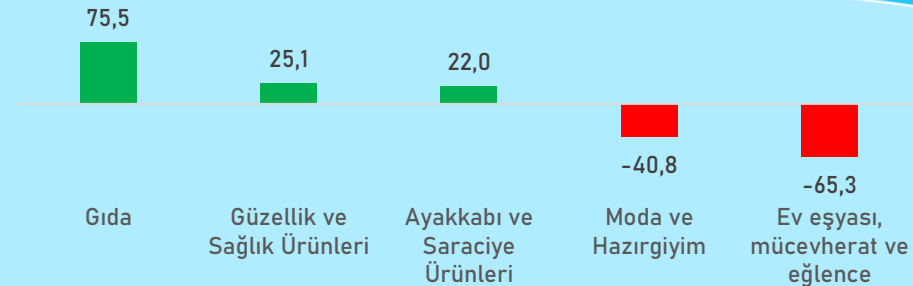 75,5
25,1
22,0
-40,8
-65,3
Gıda
Güzellik ve
Sağlık Ürünleri
Ayakkabı ve
Saraciye
Ürünleri
Moda ve
Hazırgiyim
Ev eşyası,
mücevherat ve
eğlence